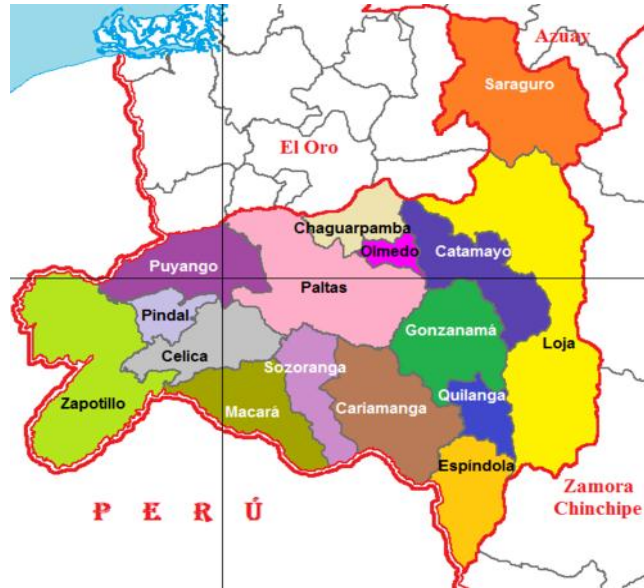 Azuay
Saraguro
El Oro
Chaguarpamba
Olmedo
Catamayo
Puyango
Paltas
Pindal
Gonzanamá
Loja
Celica
Sozoranga
Zapotillo
Macará
Cariamanga
Quilanga
Espíndola
Zamora
Chinchipe
P E R Ú